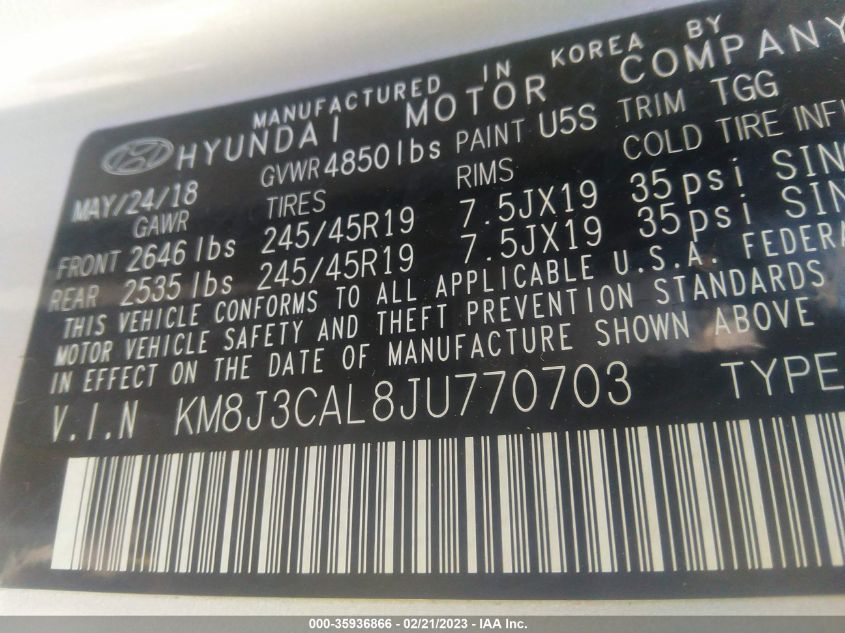 MANUFACTURED IN KOREA BY
HYUNDAI MOTOR COMPANY
MAY/24/18 GVWR 4850lbs PAINT U5S TRIM TGG
GAWR TIRES RIMS COLD TIRE
FRONT 2646 lbs 245/45R19 7.5JX19 35psi
REAR 2535 lbs 245/45R19 7.5JX19 35psi
THIS VEHICLE CONFORMS TO ALL APPLICABLE U.S.A.
MOTOR VEHICLE SAFETY AND THEFT PREVENTION STANDARDS
IN EFFECT ON THE DATE OF MANUFACTURE SHOWN ABOVE
V.I.N KM8J3CAL8JU770703 TYPE
000-35936866 - 02/21/2023 - IAA Inc.